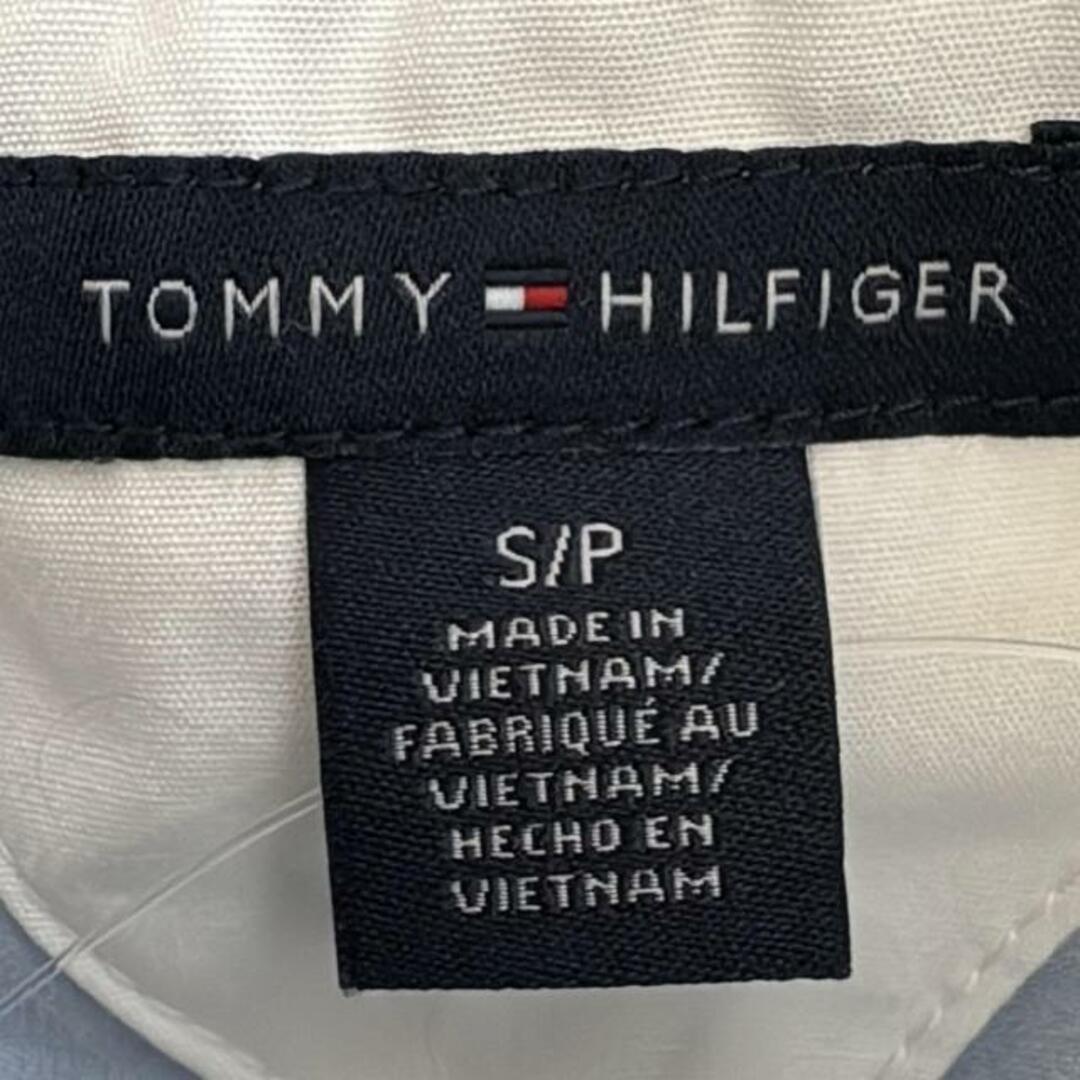 TOMMY HILFIGER
S/P
MADE IN
VIETNAM/
FABRIQUÉ AU
VIETNAM/
HECHO EN
VIETNAM